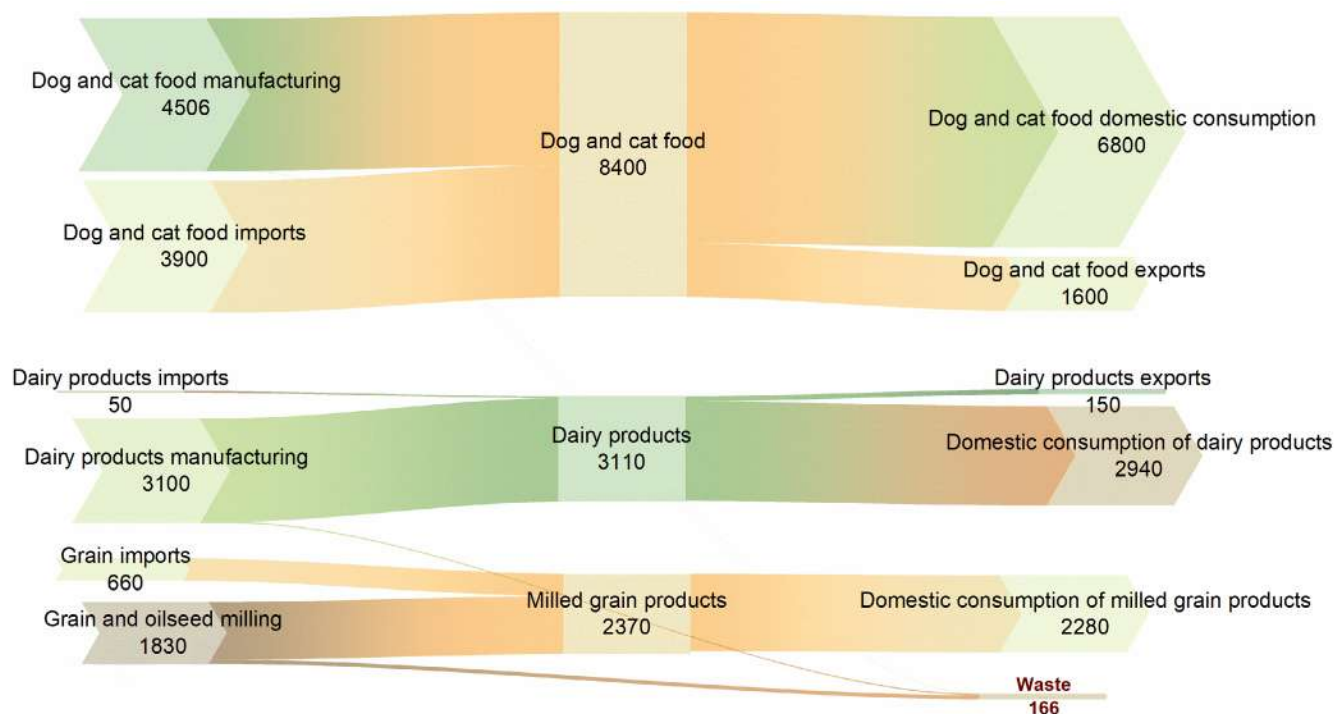 Dog and cat food manufacturing
4506
Dog and cat food imports
3900
Dog and cat food
8400
Dog and cat food domestic consumption
6800
Dog and cat food exports
1600
Dairy products imports
50
Dairy products manufacturing
3100
Dairy products
3110
Dairy products exports
150
Domestic consumption of dairy products
2940
Grain imports
660
Grain and oilseed milling
1830
Milled grain products
2370
Domestic consumption of milled grain products
2280
Waste
166